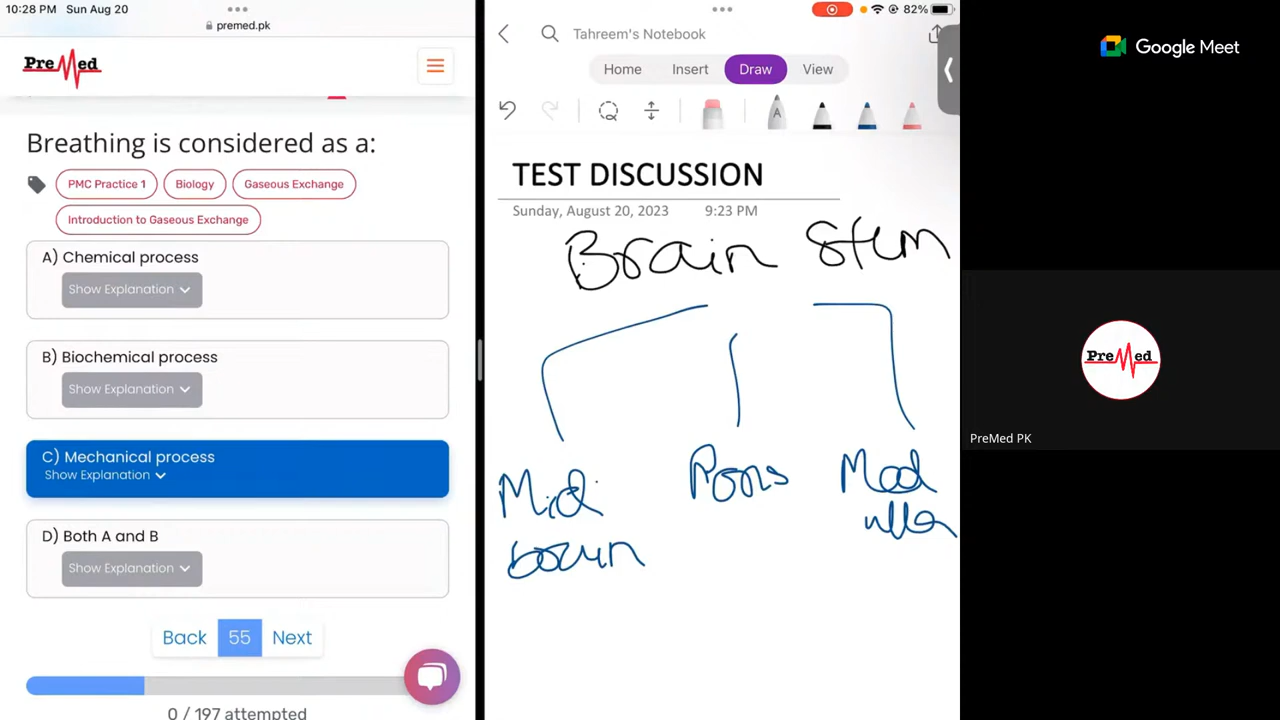 10:28 PM Sun Aug 20
premed.pk
PreMed
Breathing is considered as a:
PMC Practice 1
Biology
Gaseous Exchange
Introduction to Gaseous Exchange
A) Chemical process
Show Explanation
B) Biochemical process
Show Explanation
C) Mechanical process
Show Explanation
D) Both A and B
Show Explanation
Back 55 Next
0 / 197 attempted
82%
Tahreem's Notebook
Home Insert Draw View
A
TEST DISCUSSION
Sunday, August 20, 2023 9:23 PM
Brain Stem
Mid
brain
Pons
Med
ulla
Google Meet
PreMed
PreMed PK